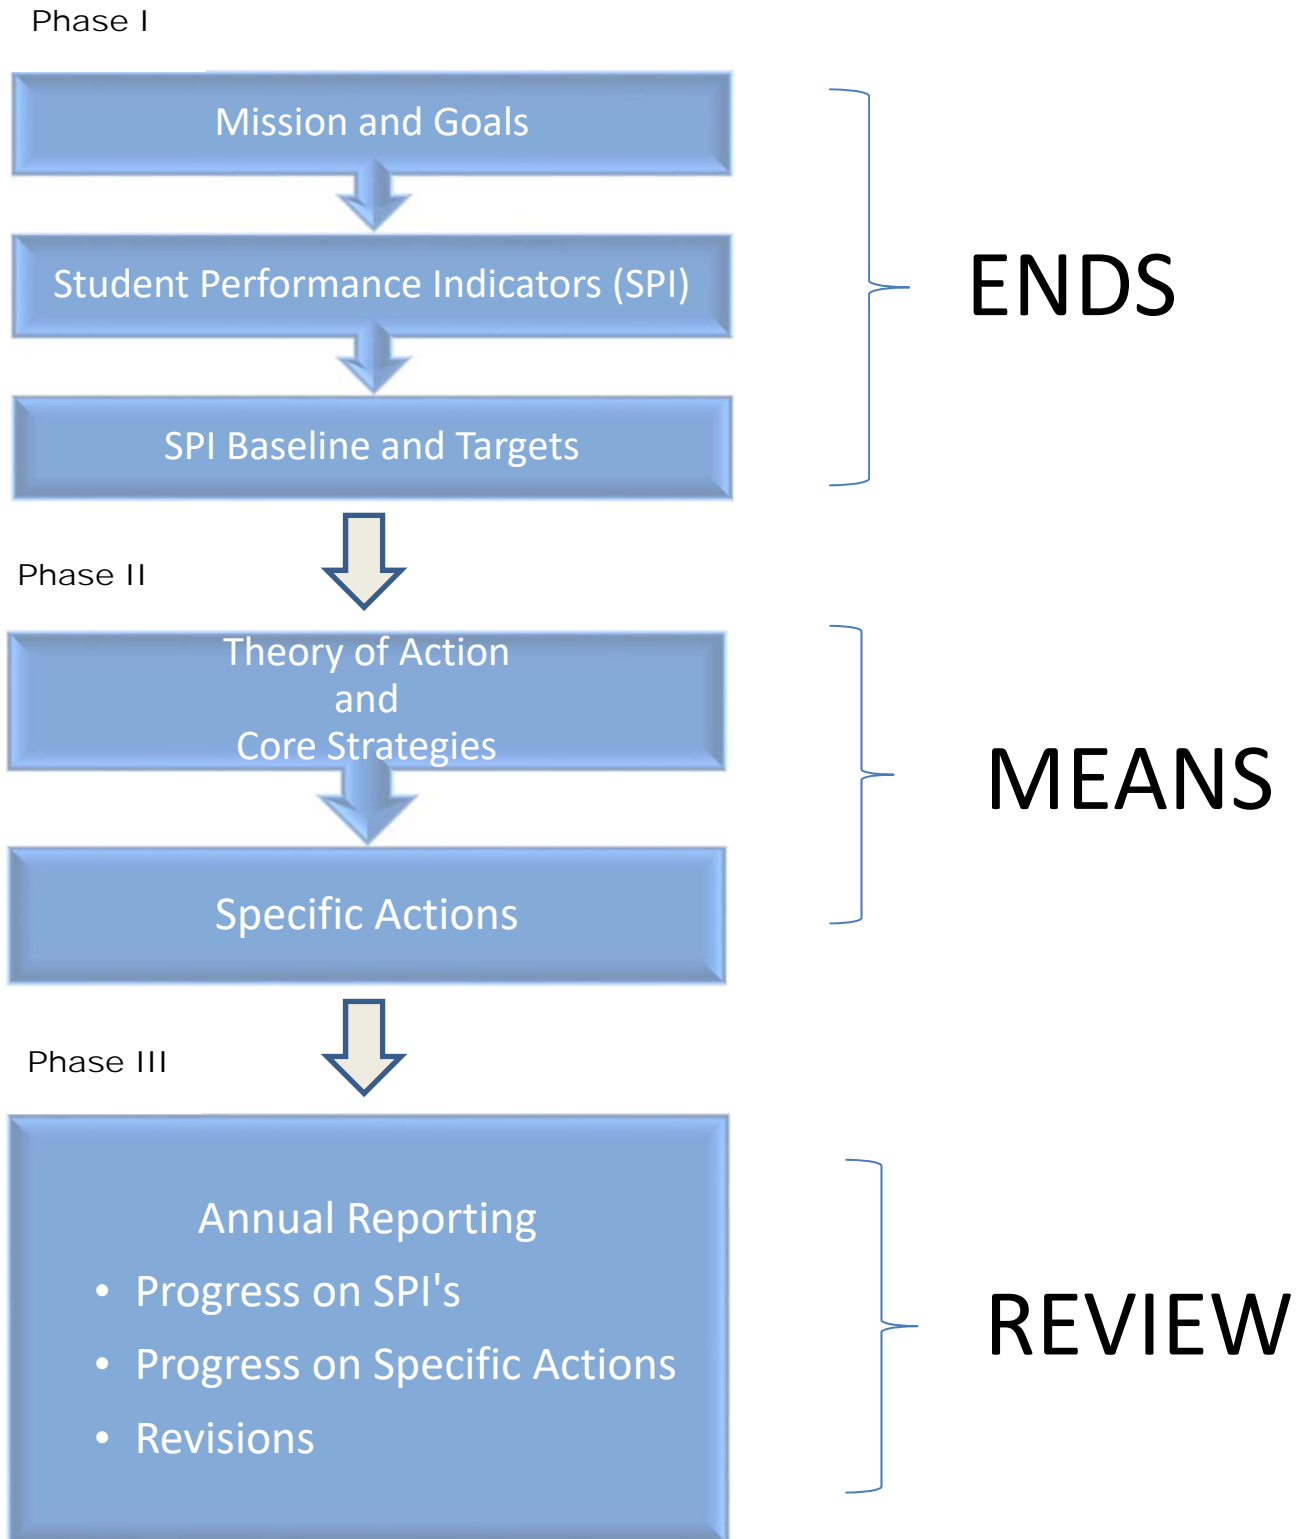 Phase I
Mission and Goals
Student Performance Indicators (SPI)
SPI Baseline and Targets
ENDS
Phase II
Theory of Action
and
Core Strategies
Specific Actions
MEANS
Phase III
Annual Reporting
• Progress on SPI's
• Progress on Specific Actions
• Revisions
REVIEW